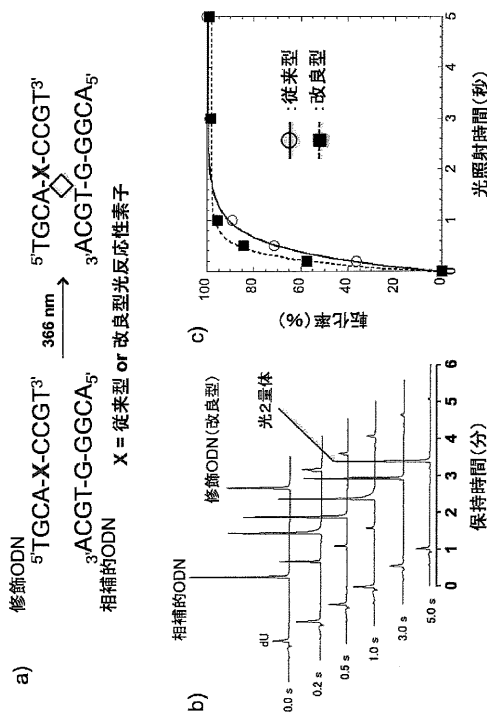 a)
修飾ODN
5'TGCA-X-CCGT3'
3'ACGT-G-GGCA5'
相補的ODN
366 nm
5'TGCA-X-CCGT3'
3'ACGT-G-GGCA5'
X = 従来型 or 改良型光反応性素子
b)
相補的ODN
修飾ODN(改良型)
光2量体
dU
0.0 s
0.2 s
0.5 s
1.0 s
3.0 s
5.0 s
0 1 2 3 4 5 6
保持時間(分)
c)
転化率(%)
100
80
60
40
20
0
:従来型
:改良型
0 1 2 3 4 5
光照射時間(秒)